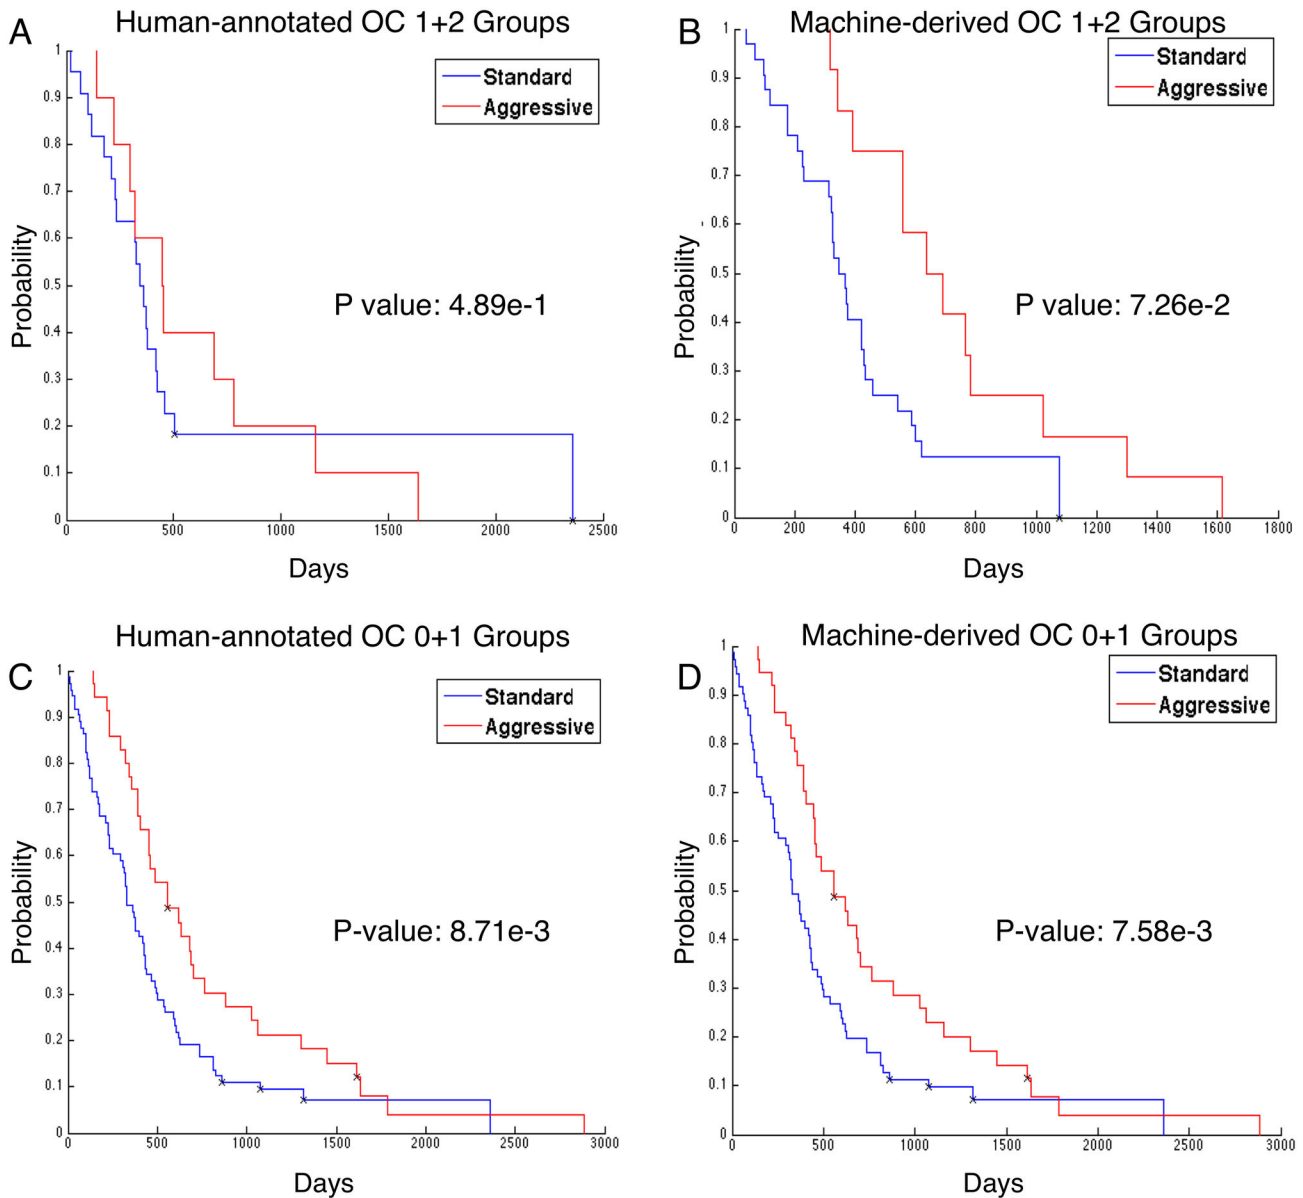 A
Human-annotated OC 1+2 Groups
Standard
Aggressive
P value: 4.89e-1
Probability
1
0.9
0.8
0.7
0.6
0.5
0.4
0.3
0.2
0.1
0
0 500 1000 1500 2000 2500
Days
B
Machine-derived OC 1+2 Groups
Standard
Aggressive
P value: 7.26e-2
Probability
1
0.9
0.8
0.7
0.6
0.5
0.4
0.3
0.2
0.1
0
0 200 400 600 800 1000 1200 1400 1600 1800
Days
C
Human-annotated OC 0+1 Groups
Standard
Aggressive
P-value: 8.71e-3
Probability
1
0.9
0.8
0.7
0.6
0.5
0.4
0.3
0.2
0.1
0
0 500 1000 1500 2000 2500 3000
Days
D
Machine-derived OC 0+1 Groups
Standard
Aggressive
P-value: 7.58e-3
Probability
1
0.9
0.8
0.7
0.6
0.5
0.4
0.3
0.2
0.1
0
0 500 1000 1500 2000 2500 3000
Days